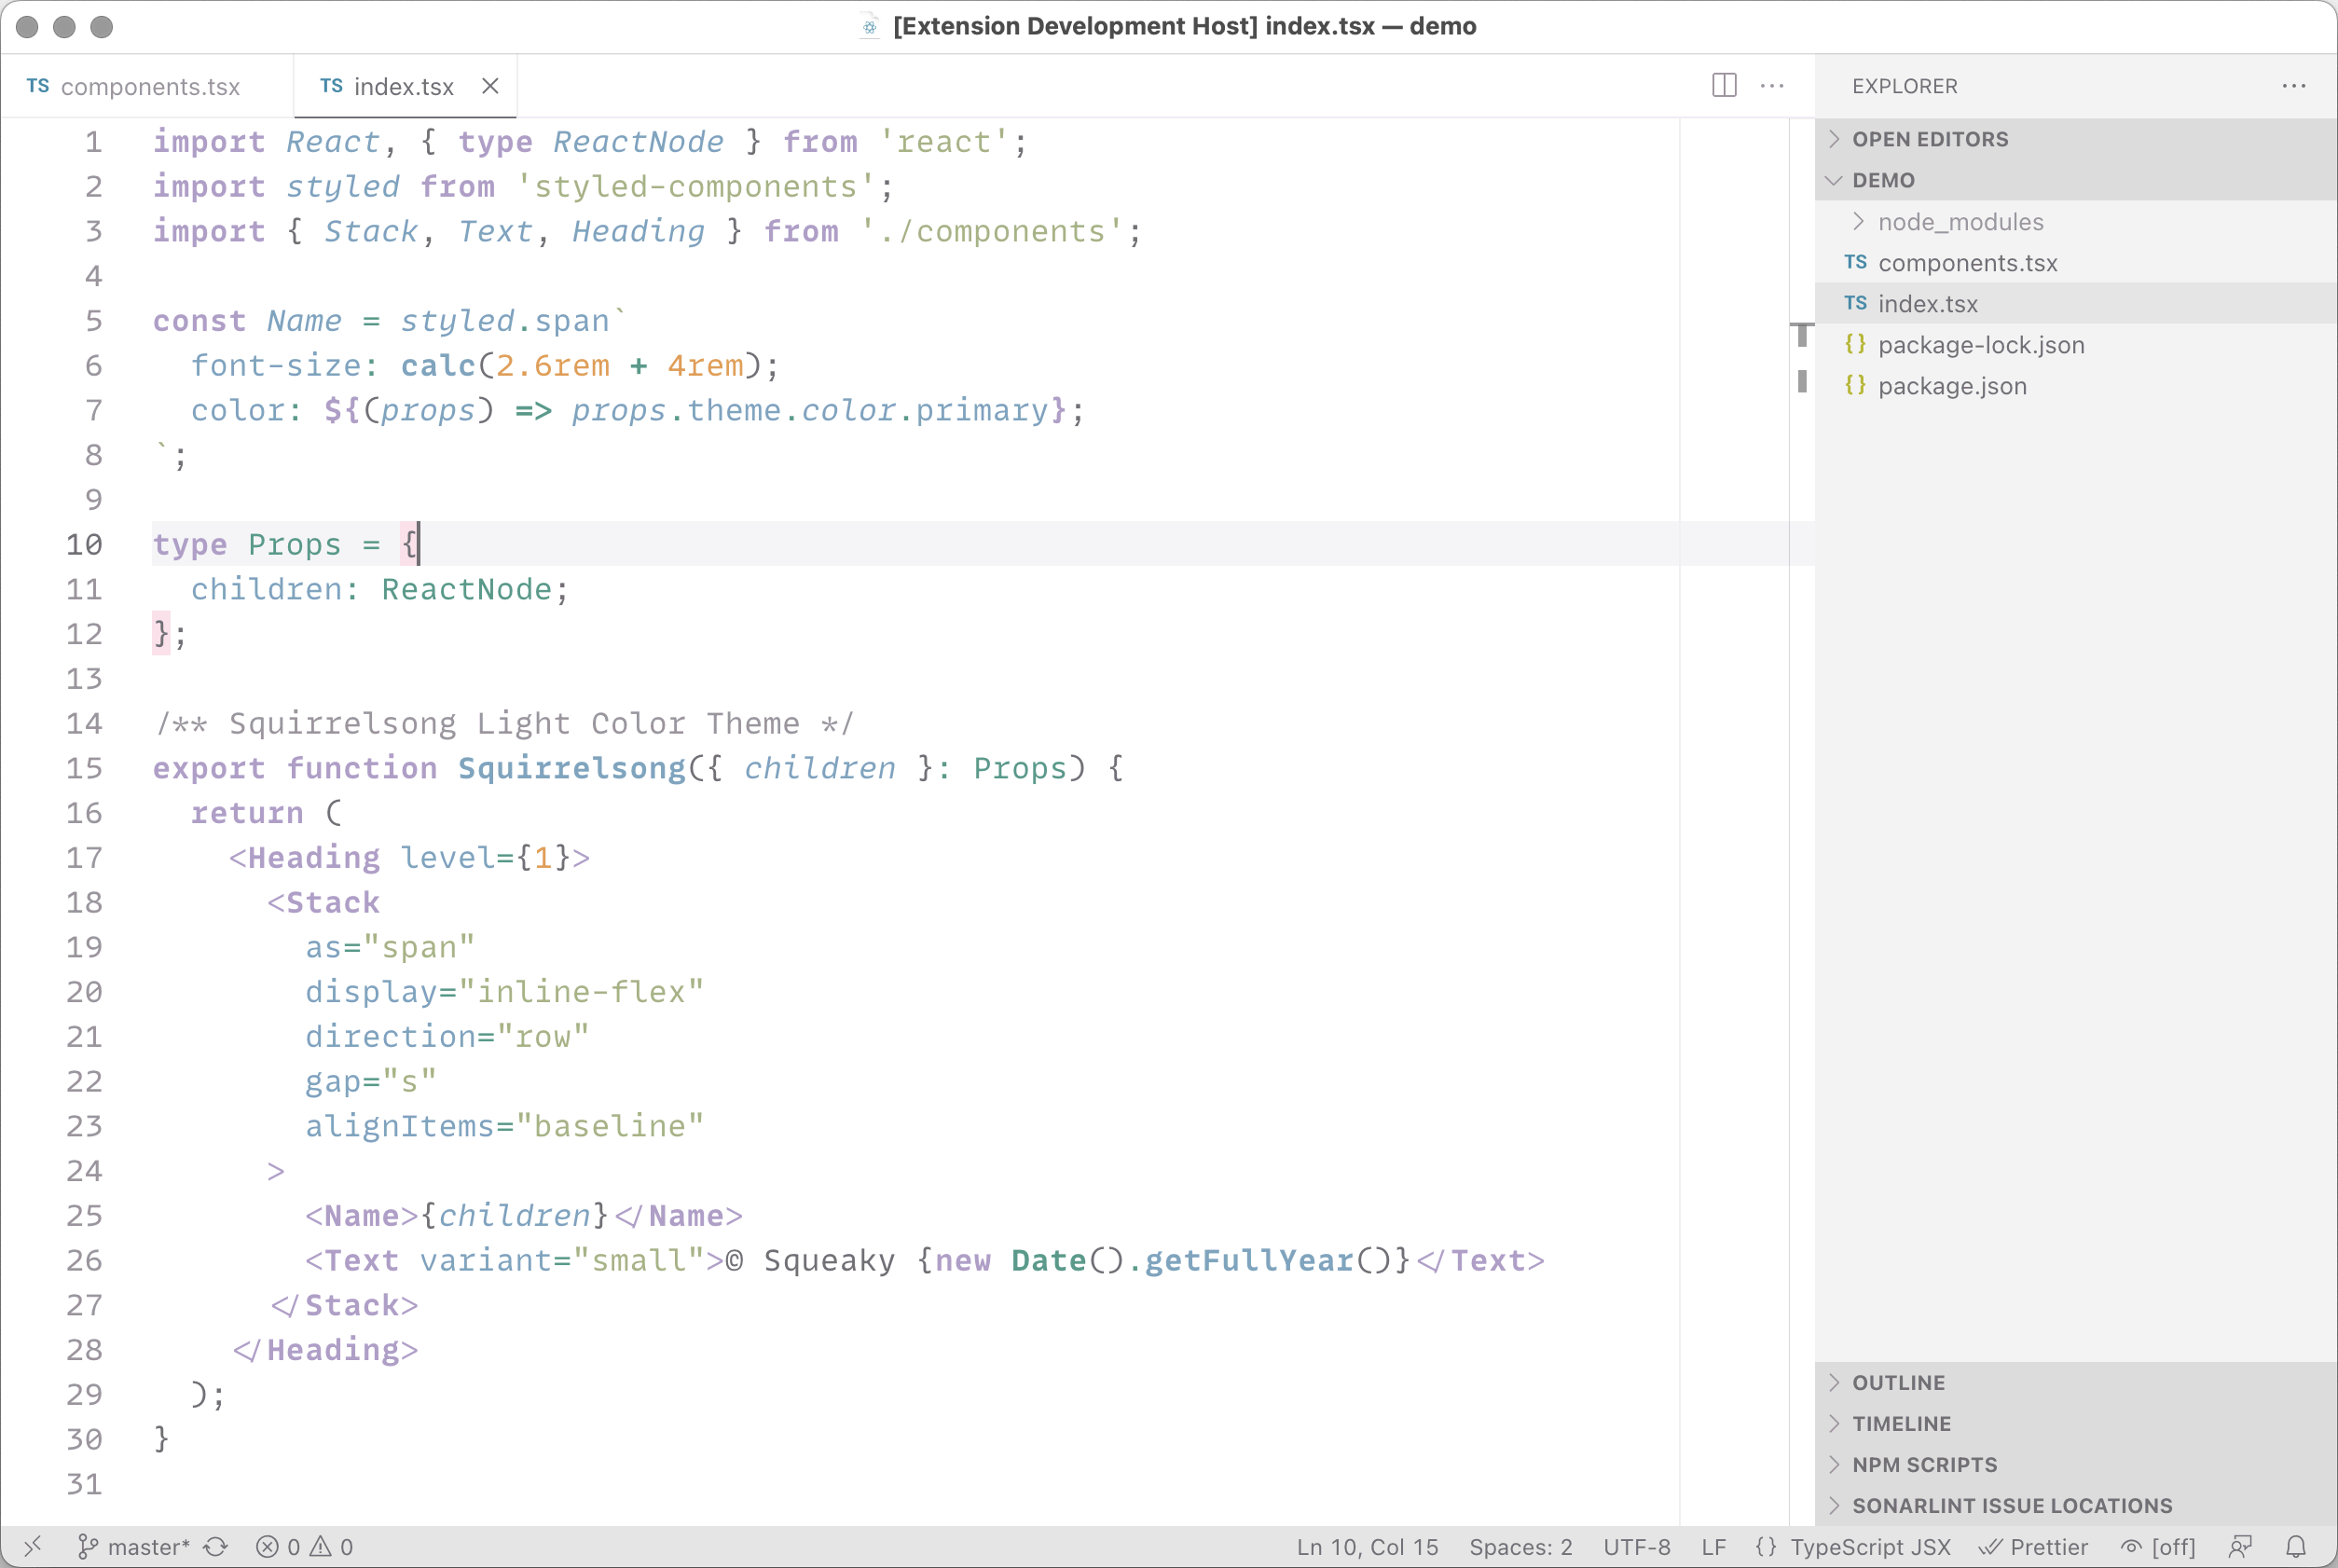 [Extension Development Host] index.tsx — demo
TS components.tsx
TS index.tsx
1 import React, { type ReactNode } from 'react';
2 import styled from 'styled-components';
3 import { Stack, Text, Heading } from './components';
4
5 const Name = styled.span`
6   font-size: calc(2.6rem + 4rem);
7   color: ${(props) => props.theme.color.primary};
8 `;
9
10 type Props = {
11   children: ReactNode;
12 };
13
14 /** Squirrelsong Light Color Theme */
15 export function Squirrelsong({ children }: Props) {
16   return (
17     <Heading level={1}>
18       <Stack
19         as="span"
20         display="inline-flex"
21         direction="row"
22         gap="s"
23         alignItems="baseline"
24       >
25         <Name>{children}</Name>
26         <Text variant="small">© Squeaky {new Date().getFullYear()}</Text>
27       </Stack>
28     </Heading>
29   );
30 }
31
EXPLORER
OPEN EDITORS
DEMO
node_modules
TS components.tsx
TS index.tsx
{} package-lock.json
{} package.json
OUTLINE
TIMELINE
NPM SCRIPTS
SONARLINT ISSUE LOCATIONS
master* 0 0 Ln 10, Col 15 Spaces: 2 UTF-8 LF {} TypeScript JSX Prettier [off]